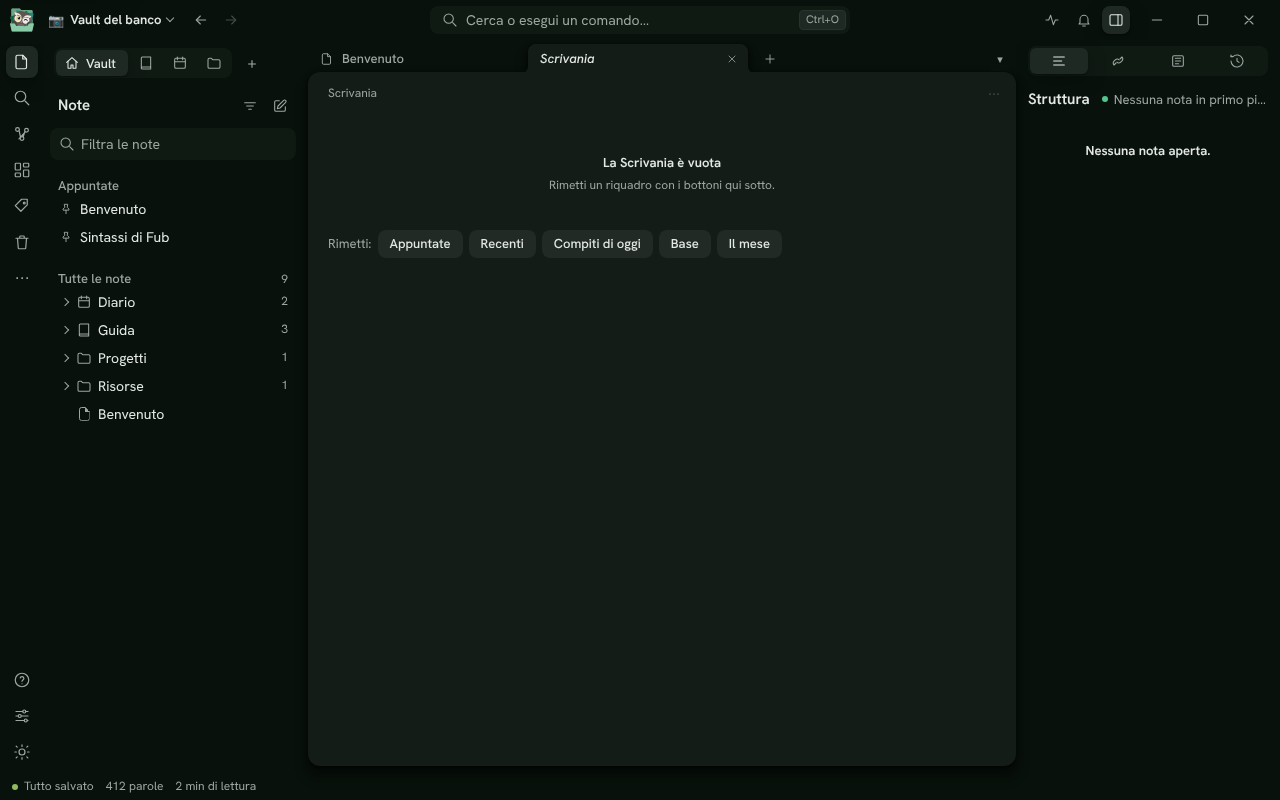 Vault del banco
Cerca o esegui un comando...
Ctrl+O
Vault
Note
Filtra le note
Appuntate
Benvenuto
Sintassi di Fub
Tutte le note 9
Diario 2
Guida 3
Progetti 1
Risorse 1
Benvenuto
Benvenuto
Scrivania
Scrivania
La Scrivania è vuota
Rimetti un riquadro con i bottoni qui sotto.
Rimetti: Appuntate Recenti Compiti di oggi Base Il mese
Struttura
Nessuna nota in primo pi...
Nessuna nota aperta.
Tutto salvato 412 parole 2 min di lettura